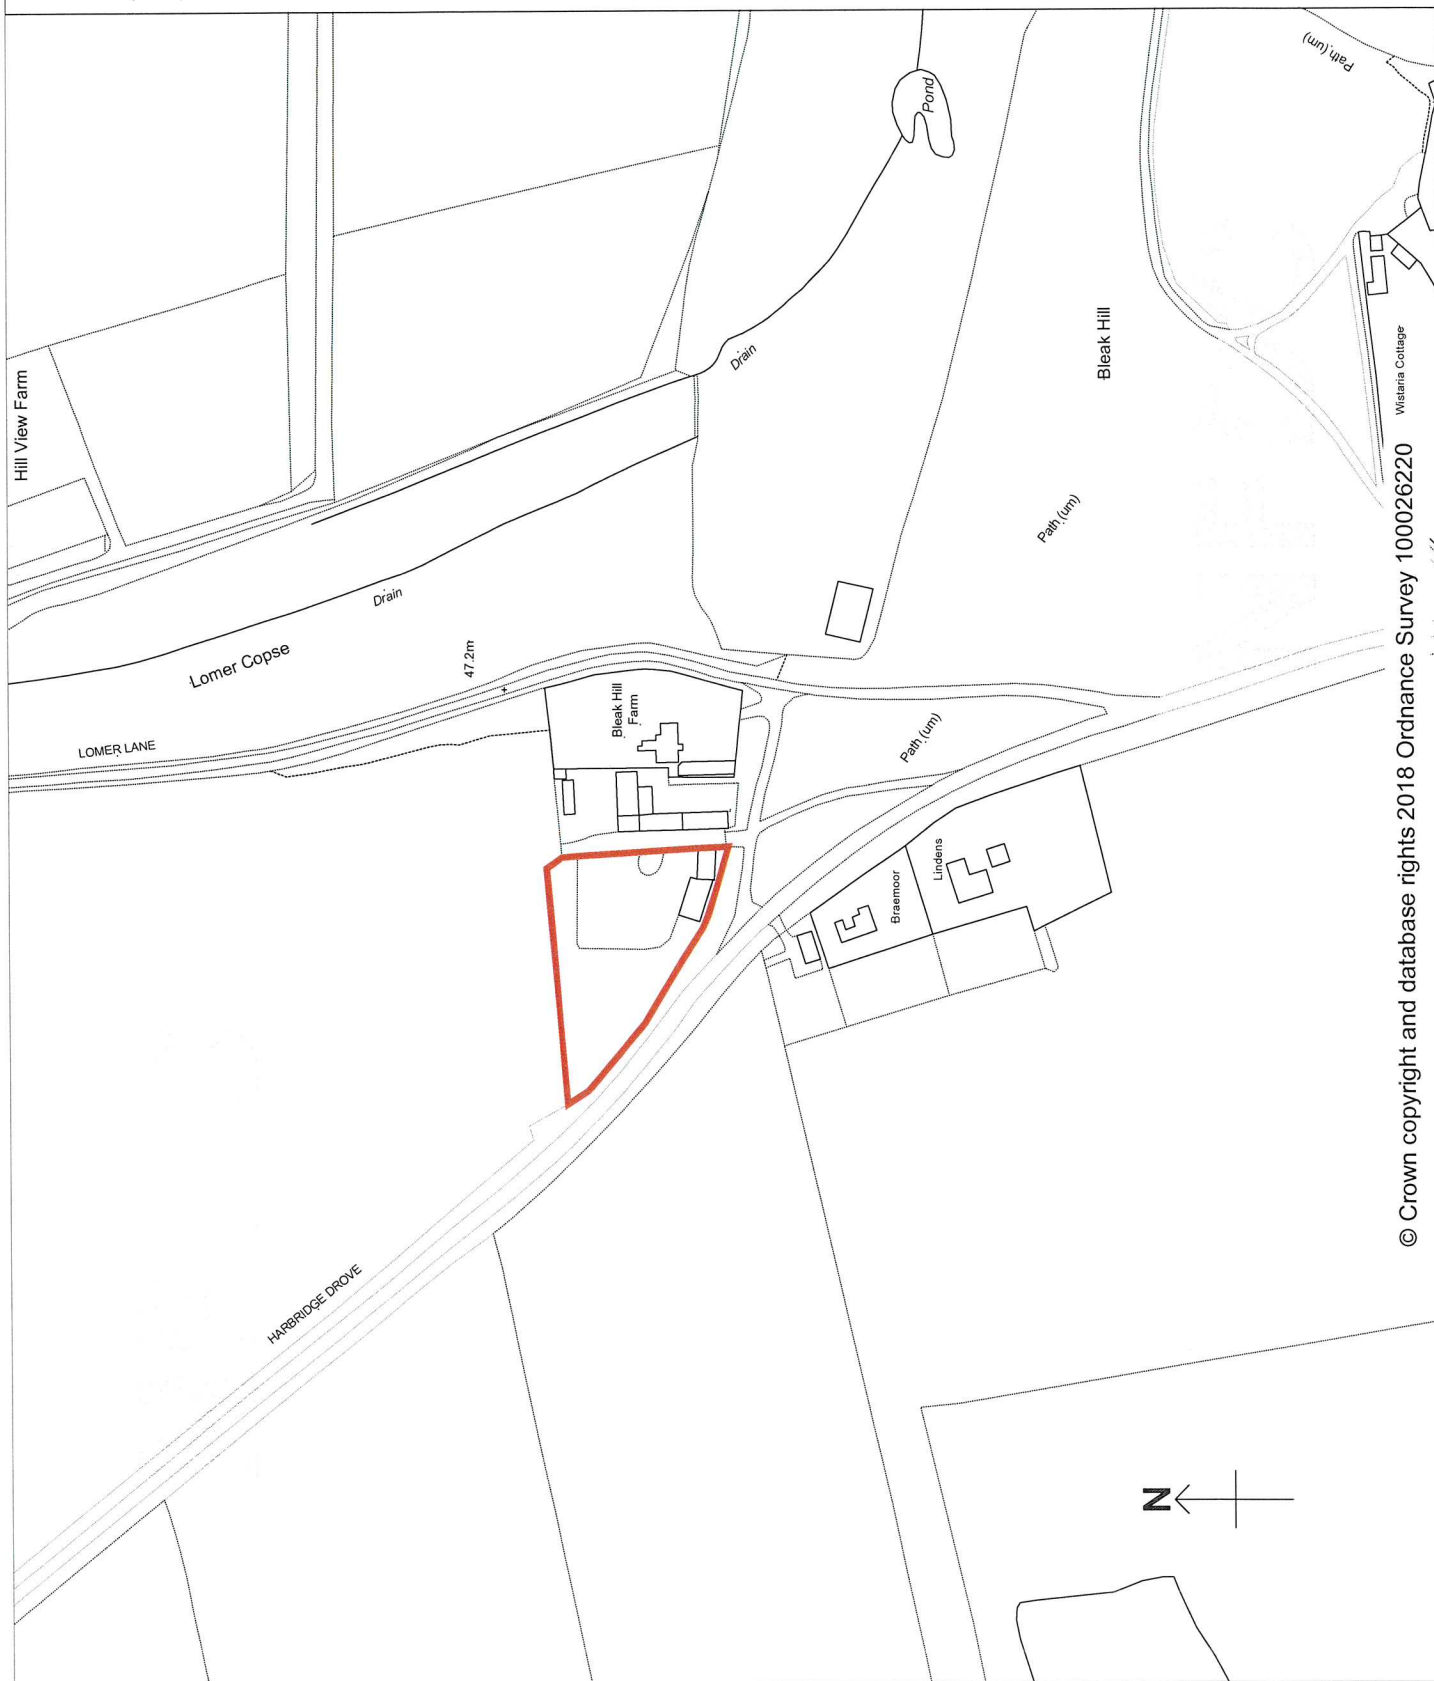 Path (um)
Pond
Hill View Farm
Bleak Hill
Drain
Wistaria Cottage
Path (um)
Drain
Lomer Copse
47.2m
Bleak Hill
Farm
LOMER LANE
Path (um)
Lindens
Braemoor
HARBRIDGE DROVE
N
© Crown copyright and database rights 2018 Ordnance Survey 100026220